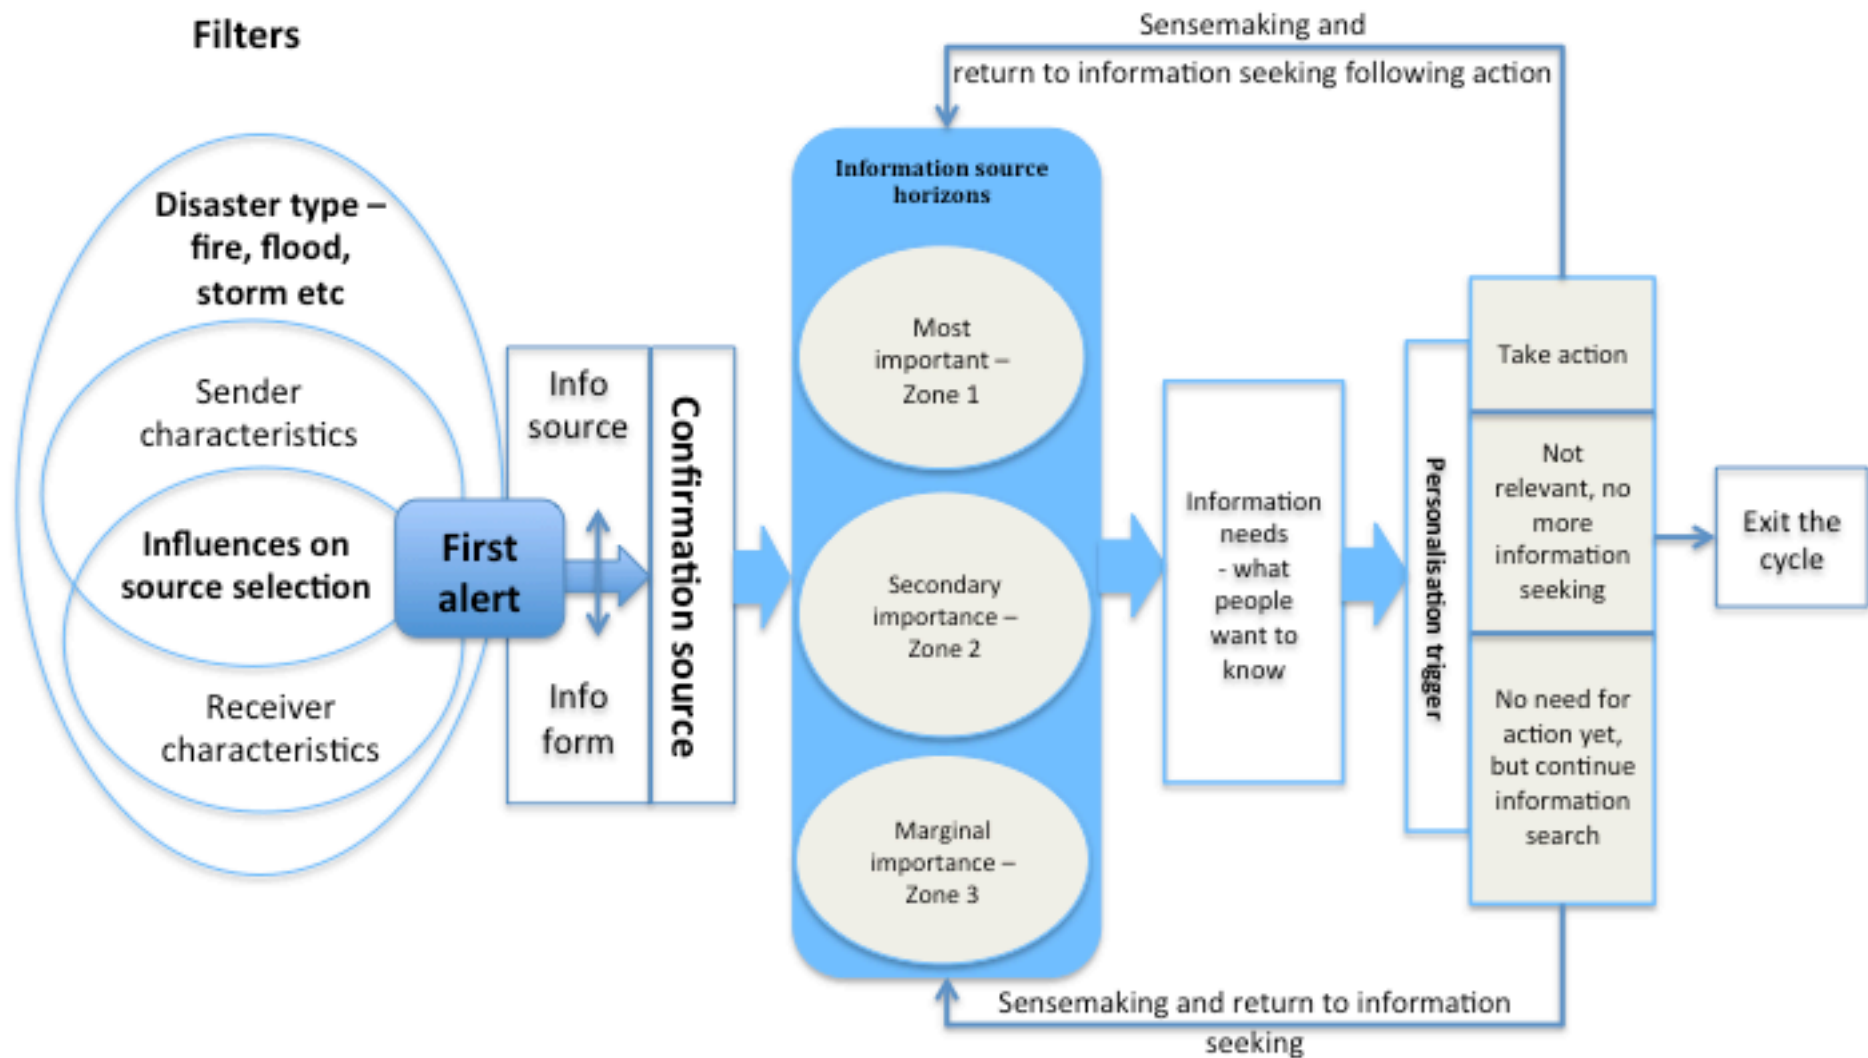 Filters
Disaster type –
fire, flood,
storm etc
Sender
characteristics
Influences on
source selection
Receiver
characteristics
First
alert
Info
source
Info
form
Confirmation source
Information source
horizons
Most
important –
Zone 1
Secondary
importance –
Zone 2
Marginal
importance –
Zone 3
Information
needs
- what
people
want to
know
Personalisation trigger
Take action
Not
relevant, no
more
information
seeking
No need for
action yet,
but continue
information
search
Exit the
cycle
Sensemaking and
return to information seeking following action
Sensemaking and return to information
seeking